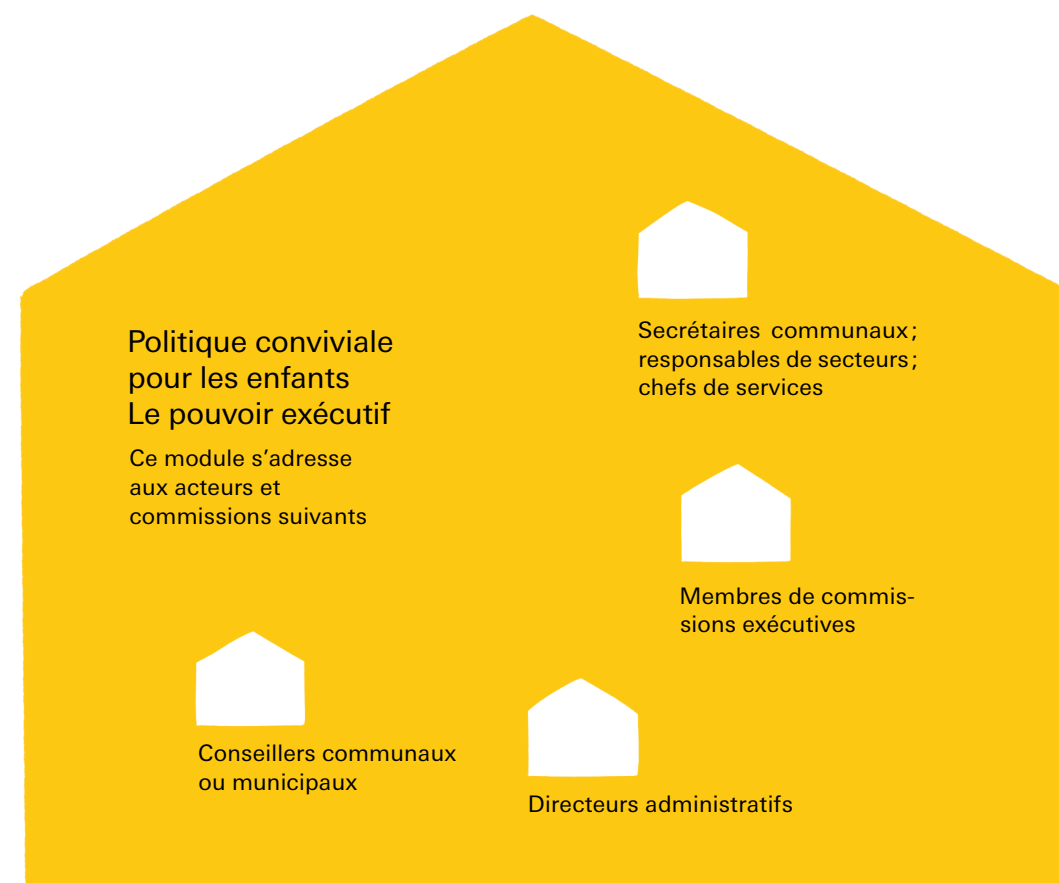 Politique conviviale
pour les enfants
Le pouvoir exécutif
Ce module s'adresse
aux acteurs et
commissions suivants
Secrétaires communaux;
responsables de secteurs;
chefs de services
Membres de commis-
sions exécutives
Conseillers communaux
ou municipaux
Directeurs administratifs